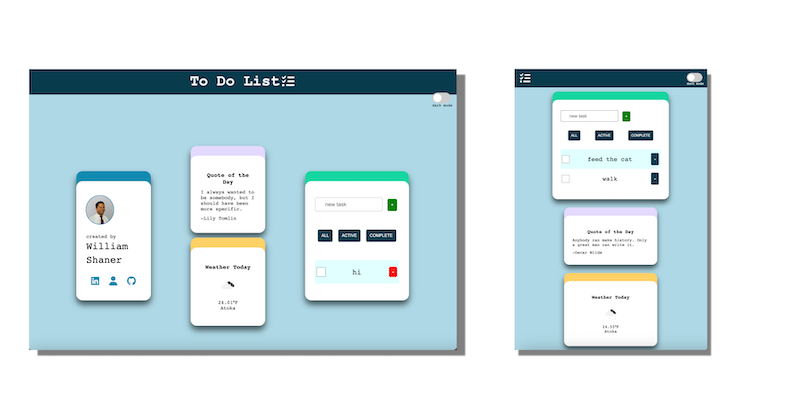 To Do List
dark mode
created by
William
Shaner
Quote of the
Day
I always wanted to
be somebody, but I
should have been
more specific.
-Lily Tomlin
Weather Today
24.01°F
Atoka
new task
+
ALL ACTIVE COMPLETE
hi
-
dark mode
new task
+
ALL ACTIVE COMPLETE
feed the cat
-
walk
-
Quote of the Day
Anybody can make history. Only
a great man can write it.
-Oscar Wilde
Weather Today
24.55°F
Atoka